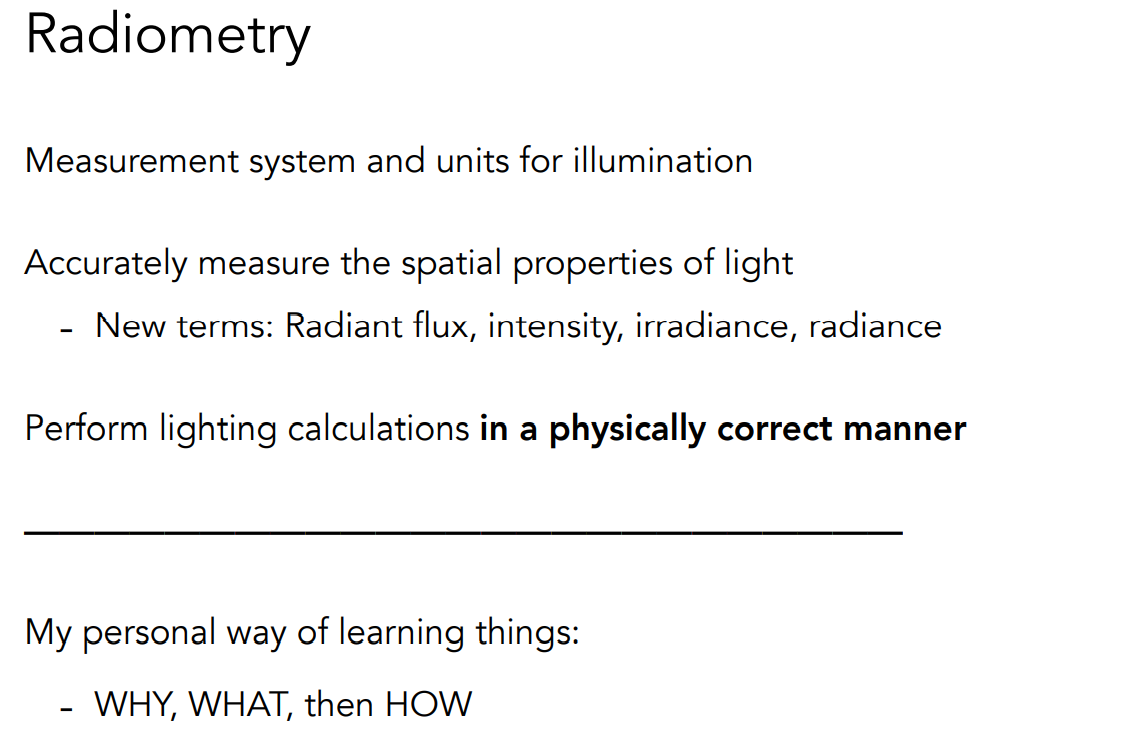 Radiometry
Measurement system and units for illumination
Accurately measure the spatial properties of light
- New terms: Radiant flux, intensity, irradiance, radiance
Perform lighting calculations in a physically correct manner
My personal way of learning things:
- WHY, WHAT, then HOW